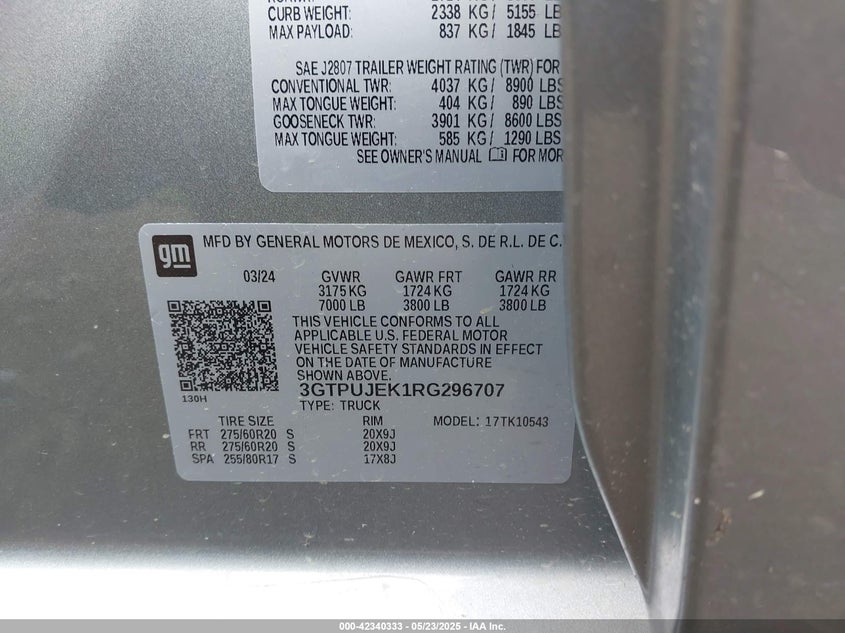 CURB WEIGHT: 2338 KG/ 5155 LB
MAX PAYLOAD: 837 KG/ 1845 LB
SAE J2807 TRAILER WEIGHT RATING (TWR) FOR
CONVENTIONAL TWR: 4037 KG/ 8900 LBS
MAX TONGUE WEIGHT: 404 KG/ 890 LBS
GOOSENECK TWR: 3901 KG/ 8600 LBS
MAX TONGUE WEIGHT: 585 KG/ 1290 LBS
SEE OWNER'S MANUAL FOR MOR
gm MFD BY GENERAL MOTORS DE MEXICO, S. DE R.L. DE C.
03/24 GVWR GAWR FRT GAWR RR
3175 KG 1724 KG 1724 KG
7000 LB 3800 LB 3800 LB
THIS VEHICLE CONFORMS TO ALL
APPLICABLE U.S. FEDERAL MOTOR
VEHICLE SAFETY STANDARDS IN EFFECT
ON THE DATE OF MANUFACTURE
SHOWN ABOVE.
130H 3GTPUJEK1RG296707
TYPE: TRUCK
TIRE SIZE RIM MODEL: 17TK10543
FRT 275/60R20 S 20X9J
RR 275/60R20 S 20X9J
SPA 255/80R17 S 17X8J
000-42340333 — 05/23/2025 — IAA Inc.